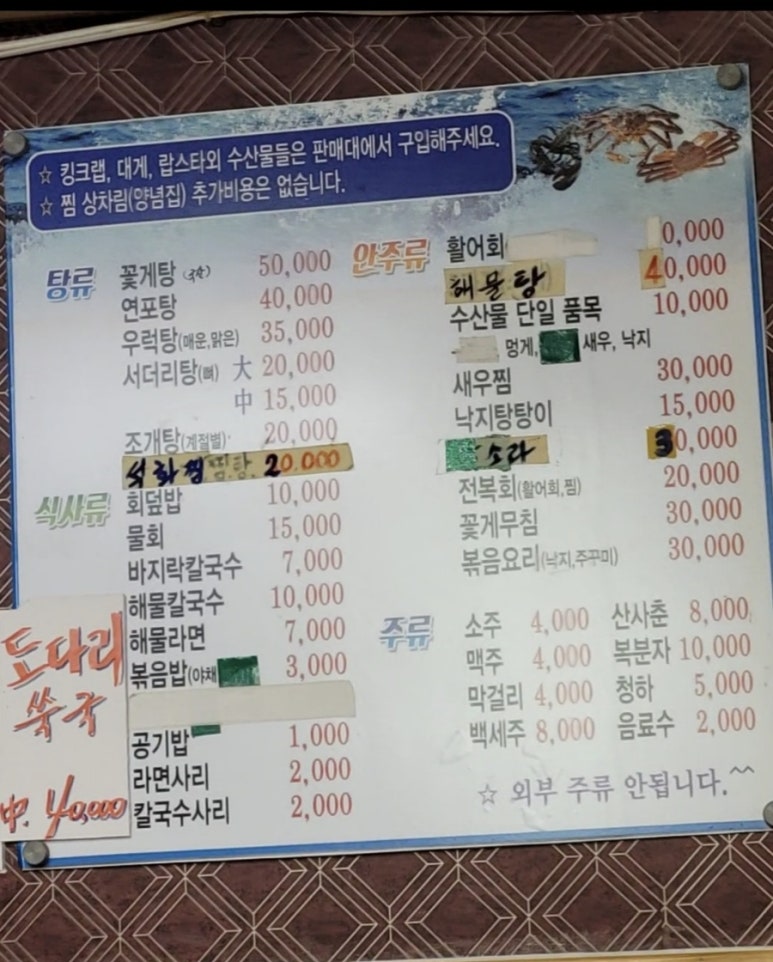 ☆ 킹크랩, 대게, 랍스타외 수산물들은 판매대에서 구입해주세요.
☆ 찜 상차림(양념집) 추가비용은 없습니다.
탕류
꽃게탕 50,000
연포탕 40,000
우럭탕(매운,맑은) 35,000
서더리탕(뼈) 大 20,000
中 15,000
조개탕(계절별) 20,000
석화찜 찜.탕. 20.000
식사류
회덮밥 10,000
물회 15,000
바지락칼국수 7,000
해물칼국수 10,000
해물라면 7,000
볶음밥(야채 3,000
공기밥 1,000
라면사리 2,000
칼국수사리 2,000
안주류
활어회 0,000
해물탕 40,000
수산물 단일 품목 10,000
멍게, 새우, 낙지
새우찜 30,000
낙지탕탕이 15,000
소라 30,000
전복회(활어회,찜) 20,000
꽃게무침 30,000
볶음요리(낙지,쭈꾸미) 30,000
주류
소주 4,000 산사춘 8,000
맥주 4,000 복분자 10,000
막걸리 4,000 청하 5,000
백세주 8,000 음료수 2,000
☆ 외부 주류 안됩니다.^^
도다리
쑥국
中. 40,000